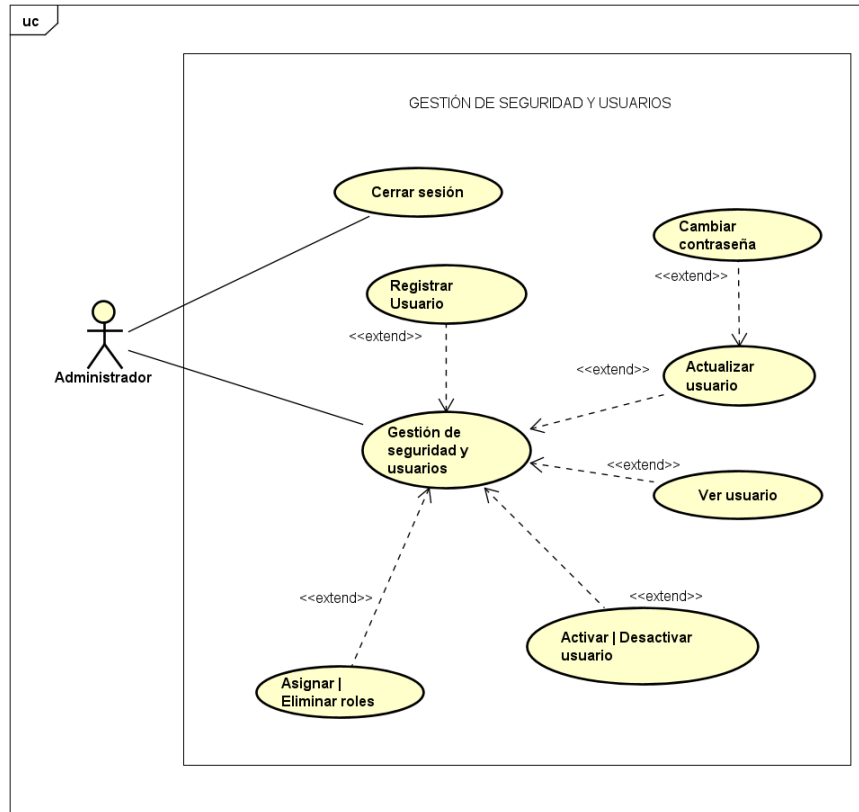 uc
GESTIÓN DE SEGURIDAD Y USUARIOS
Cerrar sesión
Cambiar
contraseña
<<extend>>
Registrar
Usuario
<<extend>>
Administrador
Actualizar
usuario
<<extend>>
Gestión de
seguridad y
usuarios
<<extend>>
Ver usuario
<<extend>>
<<extend>>
Activar | Desactivar
usuario
Asignar |
Eliminar roles